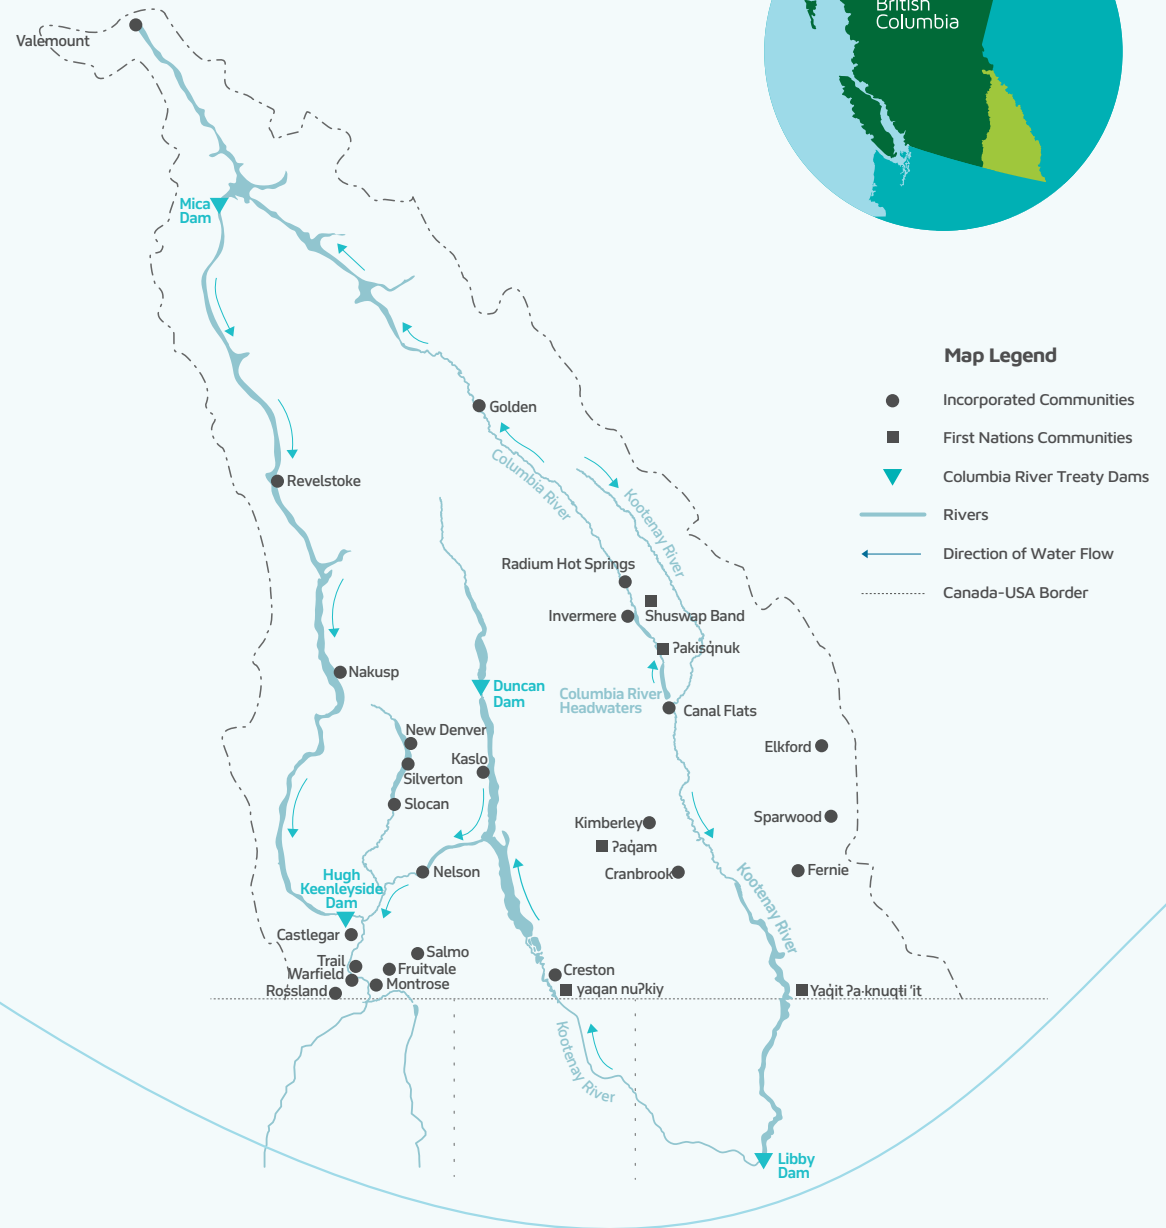 British
Columbia
Valemount
Mica
Dam
Map Legend
Incorporated Communities
First Nations Communities
Columbia River Treaty Dams
Rivers
Direction of Water Flow
Canada-USA Border
Golden
Columbia River
Kootenay River
Revelstoke
Radium Hot Springs
Invermere
Shuswap Band
ʔakisq̓nuk
Nakusp
Duncan
Dam
Columbia River
Headwaters
Canal Flats
New Denver
Elkford
Kaslo
Silverton
Slocan
Sparwood
Kimberley
ʔaq̓am
Cranbrook
Fernie
Nelson
Hugh
Keenleyside
Dam
Kootenay River
Castlegar
Salmo
Trail
Fruitvale
Warfield
Montrose
Rossland
Creston
yaqan nuʔkiy
Yaq̓it ʔa·knuqⱡi 'it
Kootenay River
Libby
Dam